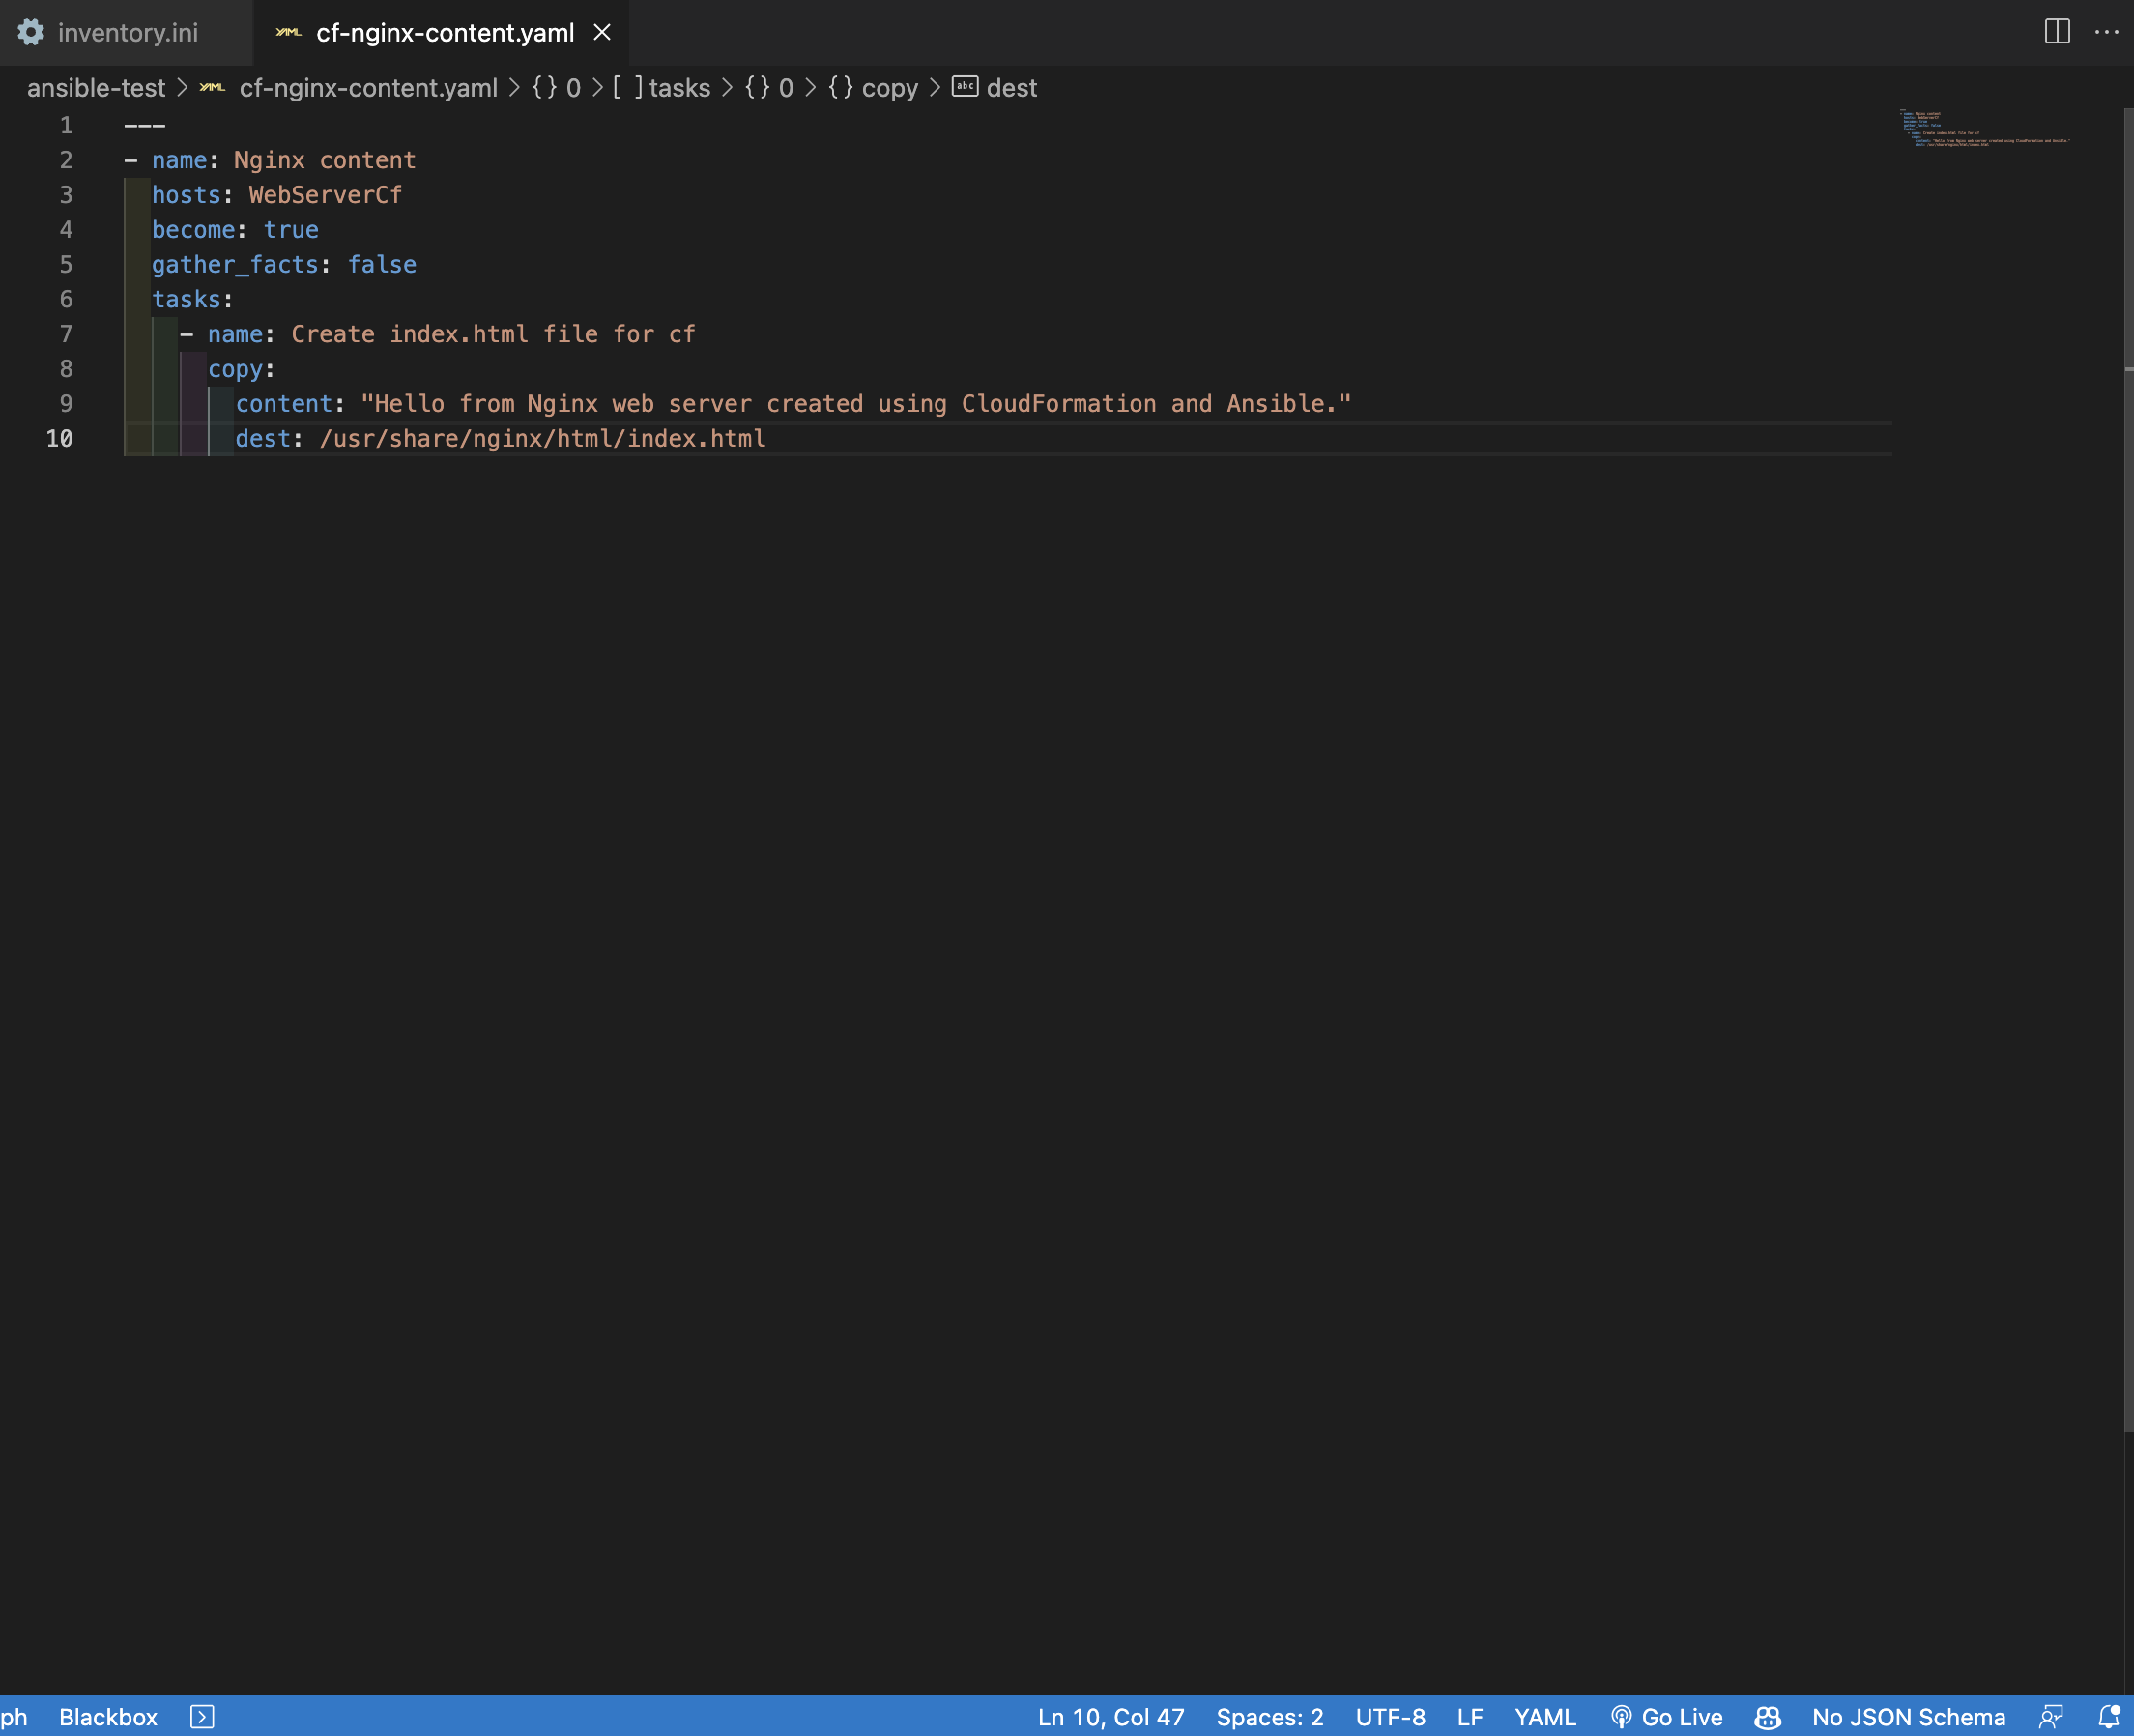 inventory.ini
YAML cf-nginx-content.yaml
ansible-test > YAML cf-nginx-content.yaml > {} 0 > [ ] tasks > {} 0 > {} copy > abc dest
1 ---
2 - name: Nginx content
3   hosts: WebServerCf
4   become: true
5   gather_facts: false
6   tasks:
7     - name: Create index.html file for cf
8       copy:
9         content: "Hello from Nginx web server created using CloudFormation and Ansible."
10         dest: /usr/share/nginx/html/index.html
ph Blackbox Ln 10, Col 47 Spaces: 2 UTF-8 LF YAML Go Live No JSON Schema